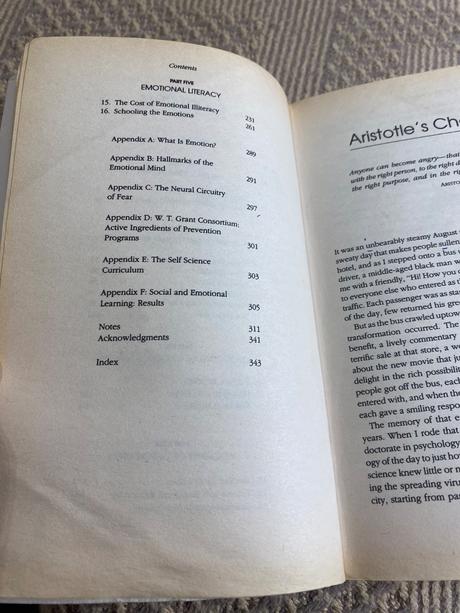 Contents
PART FIVE
EMOTIONAL LITERACY
15. The Cost of Emotional Illiteracy 231
16. Schooling the Emotions 261
Appendix A: What Is Emotion? 289
Appendix B: Hallmarks of the
Emotional Mind 291
Appendix C: The Neural Circuitry
of Fear 297
Appendix D: W. T. Grant Consortium:
Active Ingredients of Prevention
Programs 301
Appendix E: The Self Science
Curriculum 303
Appendix F: Social and Emotional
Learning: Results 305
Notes 311
Acknowledgments 341
Index 343
Aristotle's Ch
Anyone can become angry—that
with the right person, to the right d
the right purpose, and in the rig
ARISTO
It was an unbearably steamy August
sweaty day that makes people sullen
hotel, and as I stepped onto a bus
driver, a middle-aged black man w
me with a friendly, "Hi! How you
to everyone else who entered as th
traffic. Each passenger was as star
of the day, few returned his gre
But as the bus crawled uptow
transformation occurred. The
benefit, a lively commentary
terrific sale at that store, a w
about the new movie that ju
delight in the rich possibilit
people got off the bus, each
entered with, and when the
each gave a smiling respo
The memory of that e
years. When I rode that
doctorate in psychology
ogy of the day to just ho
science knew little or n
ing the spreading viru
city, starting from pas